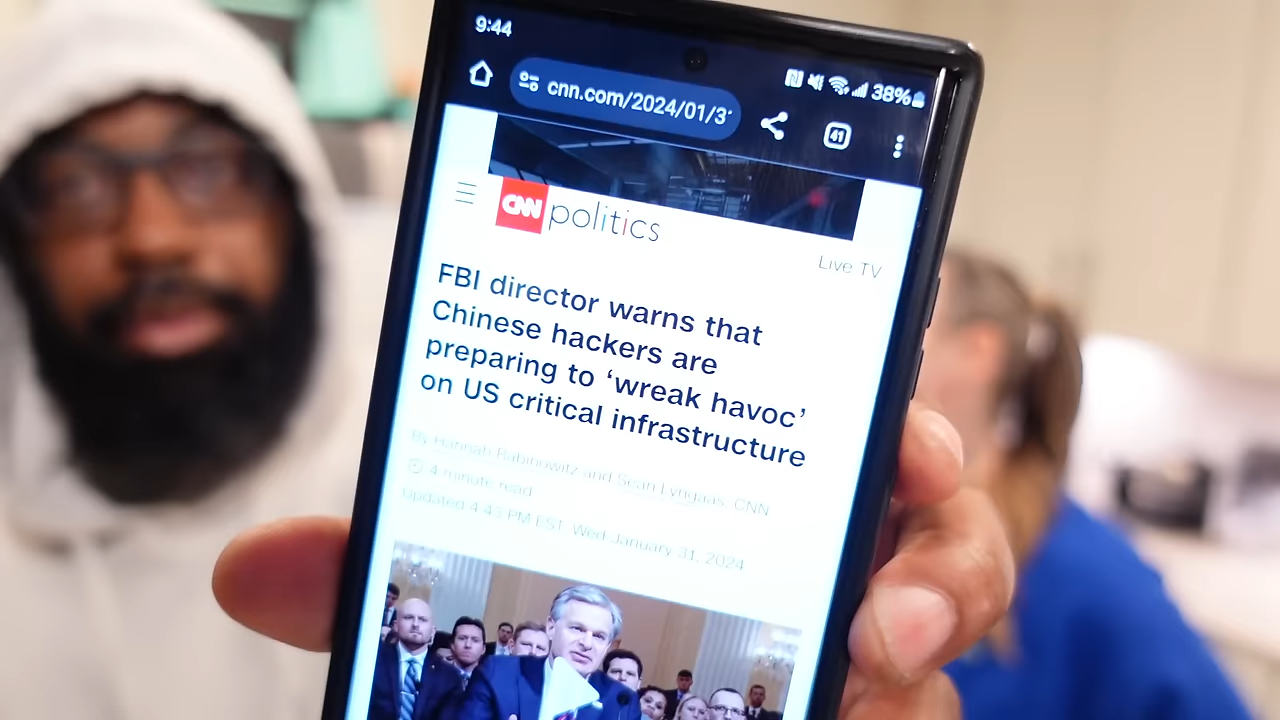 9:44
38%
cnn.com/2024/01/3
41
CNN politics
Live TV
FBI director warns that
Chinese hackers are
preparing to ‘wreak havoc’
on US critical infrastructure
By Hannah Rabinowitz and Sean Lyngaas, CNN
4 minute read
Updated 4:43 PM EST, Wed January 31, 2024